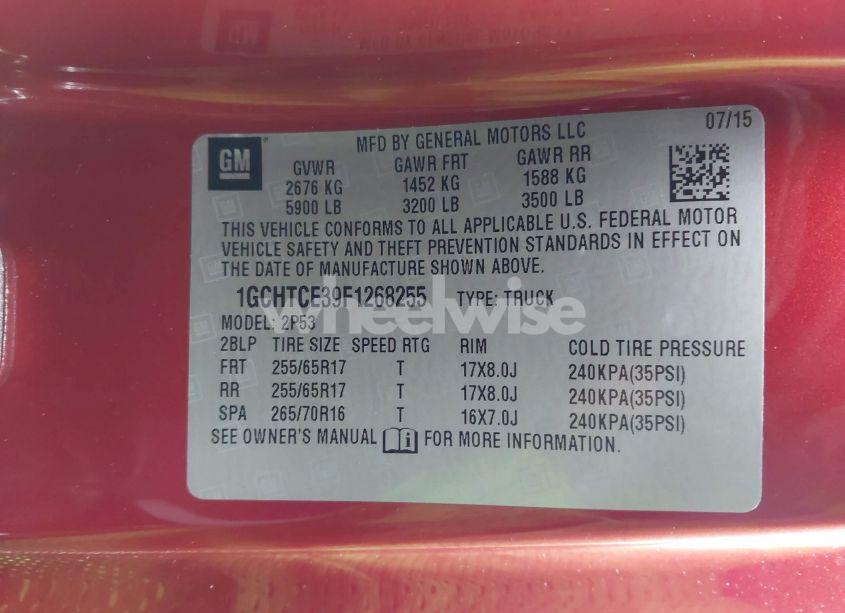 MFD BY GENERAL MOTORS LLC 07/15
GM
GVWR GAWR FRT GAWR RR
2676 KG 1452 KG 1588 KG
5900 LB 3200 LB 3500 LB
THIS VEHICLE CONFORMS TO ALL APPLICABLE U.S. FEDERAL MOTOR
VEHICLE SAFETY AND THEFT PREVENTION STANDARDS IN EFFECT ON
THE DATE OF MANUFACTURE SHOWN ABOVE.
1GCHTCE39F1268255 TYPE: TRUCK
wheelwise
MODEL: 2P53
2BLP TIRE SIZE SPEED RTG RIM COLD TIRE PRESSURE
FRT 255/65R17 T 17X8.0J 240KPA(35PSI)
RR 255/65R17 T 17X8.0J 240KPA(35PSI)
SPA 265/70R16 T 16X7.0J 240KPA(35PSI)
SEE OWNER'S MANUAL FOR MORE INFORMATION.